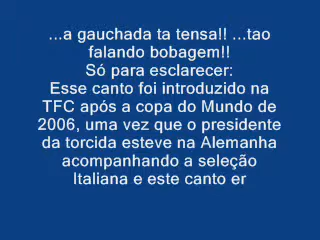 ...a gauchada ta tensa!! ...tao
falando bobagem!!
Só para esclarecer:
Esse canto foi introduzido na
TFC após a copa do Mundo de
2006, uma vez que o presidente
da torcida esteve na Alemanha
acompanhando a seleção
Italiana e este canto er